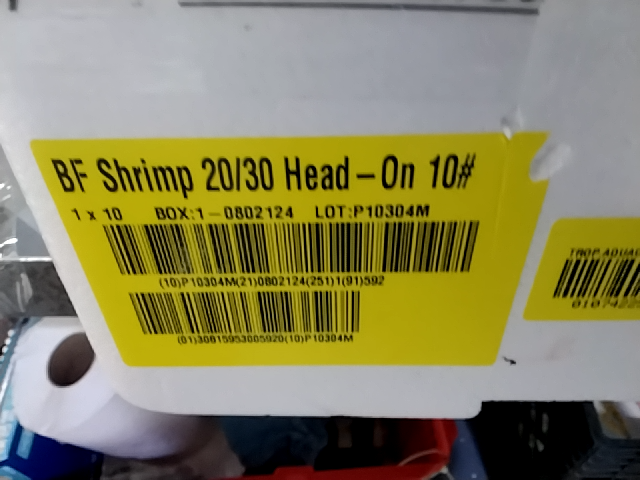 BF Shrimp 20/30 Head-On 10#
1 x 10 BOX:1-0802124 LOT:P10304M
(10)P10304M(21)0802124(251)1(91)592
(01)30815953005920(10)P10304M